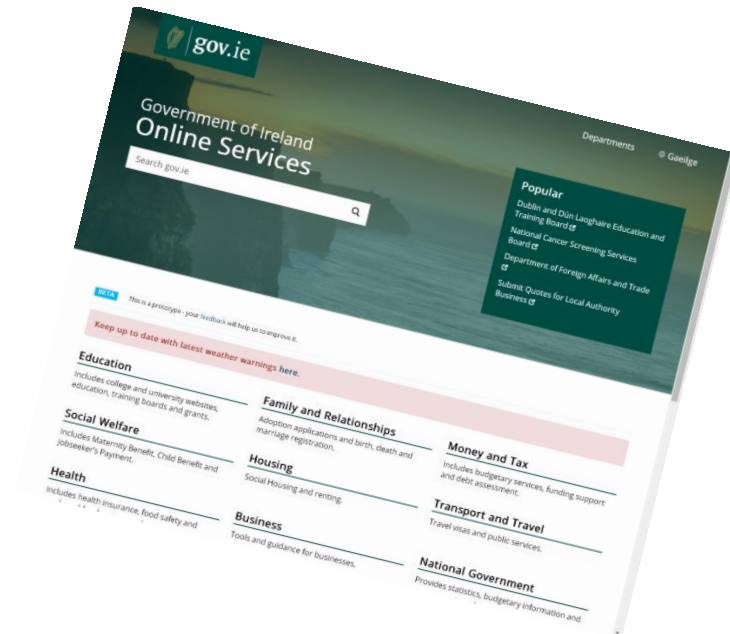 gov.ie
Departments
Gaeilge
Government of Ireland
Online Services
Search gov.ie
Popular
Dublin and Dún Laoghaire Education and
Training Board
National Cancer Screening Services
Board
Department of Foreign Affairs and Trade
Submit Quotes for Local Authority
Business
BETA
This is a prototype - your feedback will help us to improve it.
Keep up to date with latest weather warnings here.
Education
Includes college and university websites,
education, training boards and grants.
Family and Relationships
Adoption applications and birth, death and
marriage registration.
Money and Tax
Includes budgetary services, funding support
and debt assessment.
Social Welfare
Includes Maternity Benefit, Child Benefit and
Jobseeker's Payment.
Housing
Social Housing and renting.
Transport and Travel
Travel visas and public services.
Health
Includes health insurance, food safety and
Business
Tools and guidance for businesses.
National Government
Provides statistics, budgetary information and